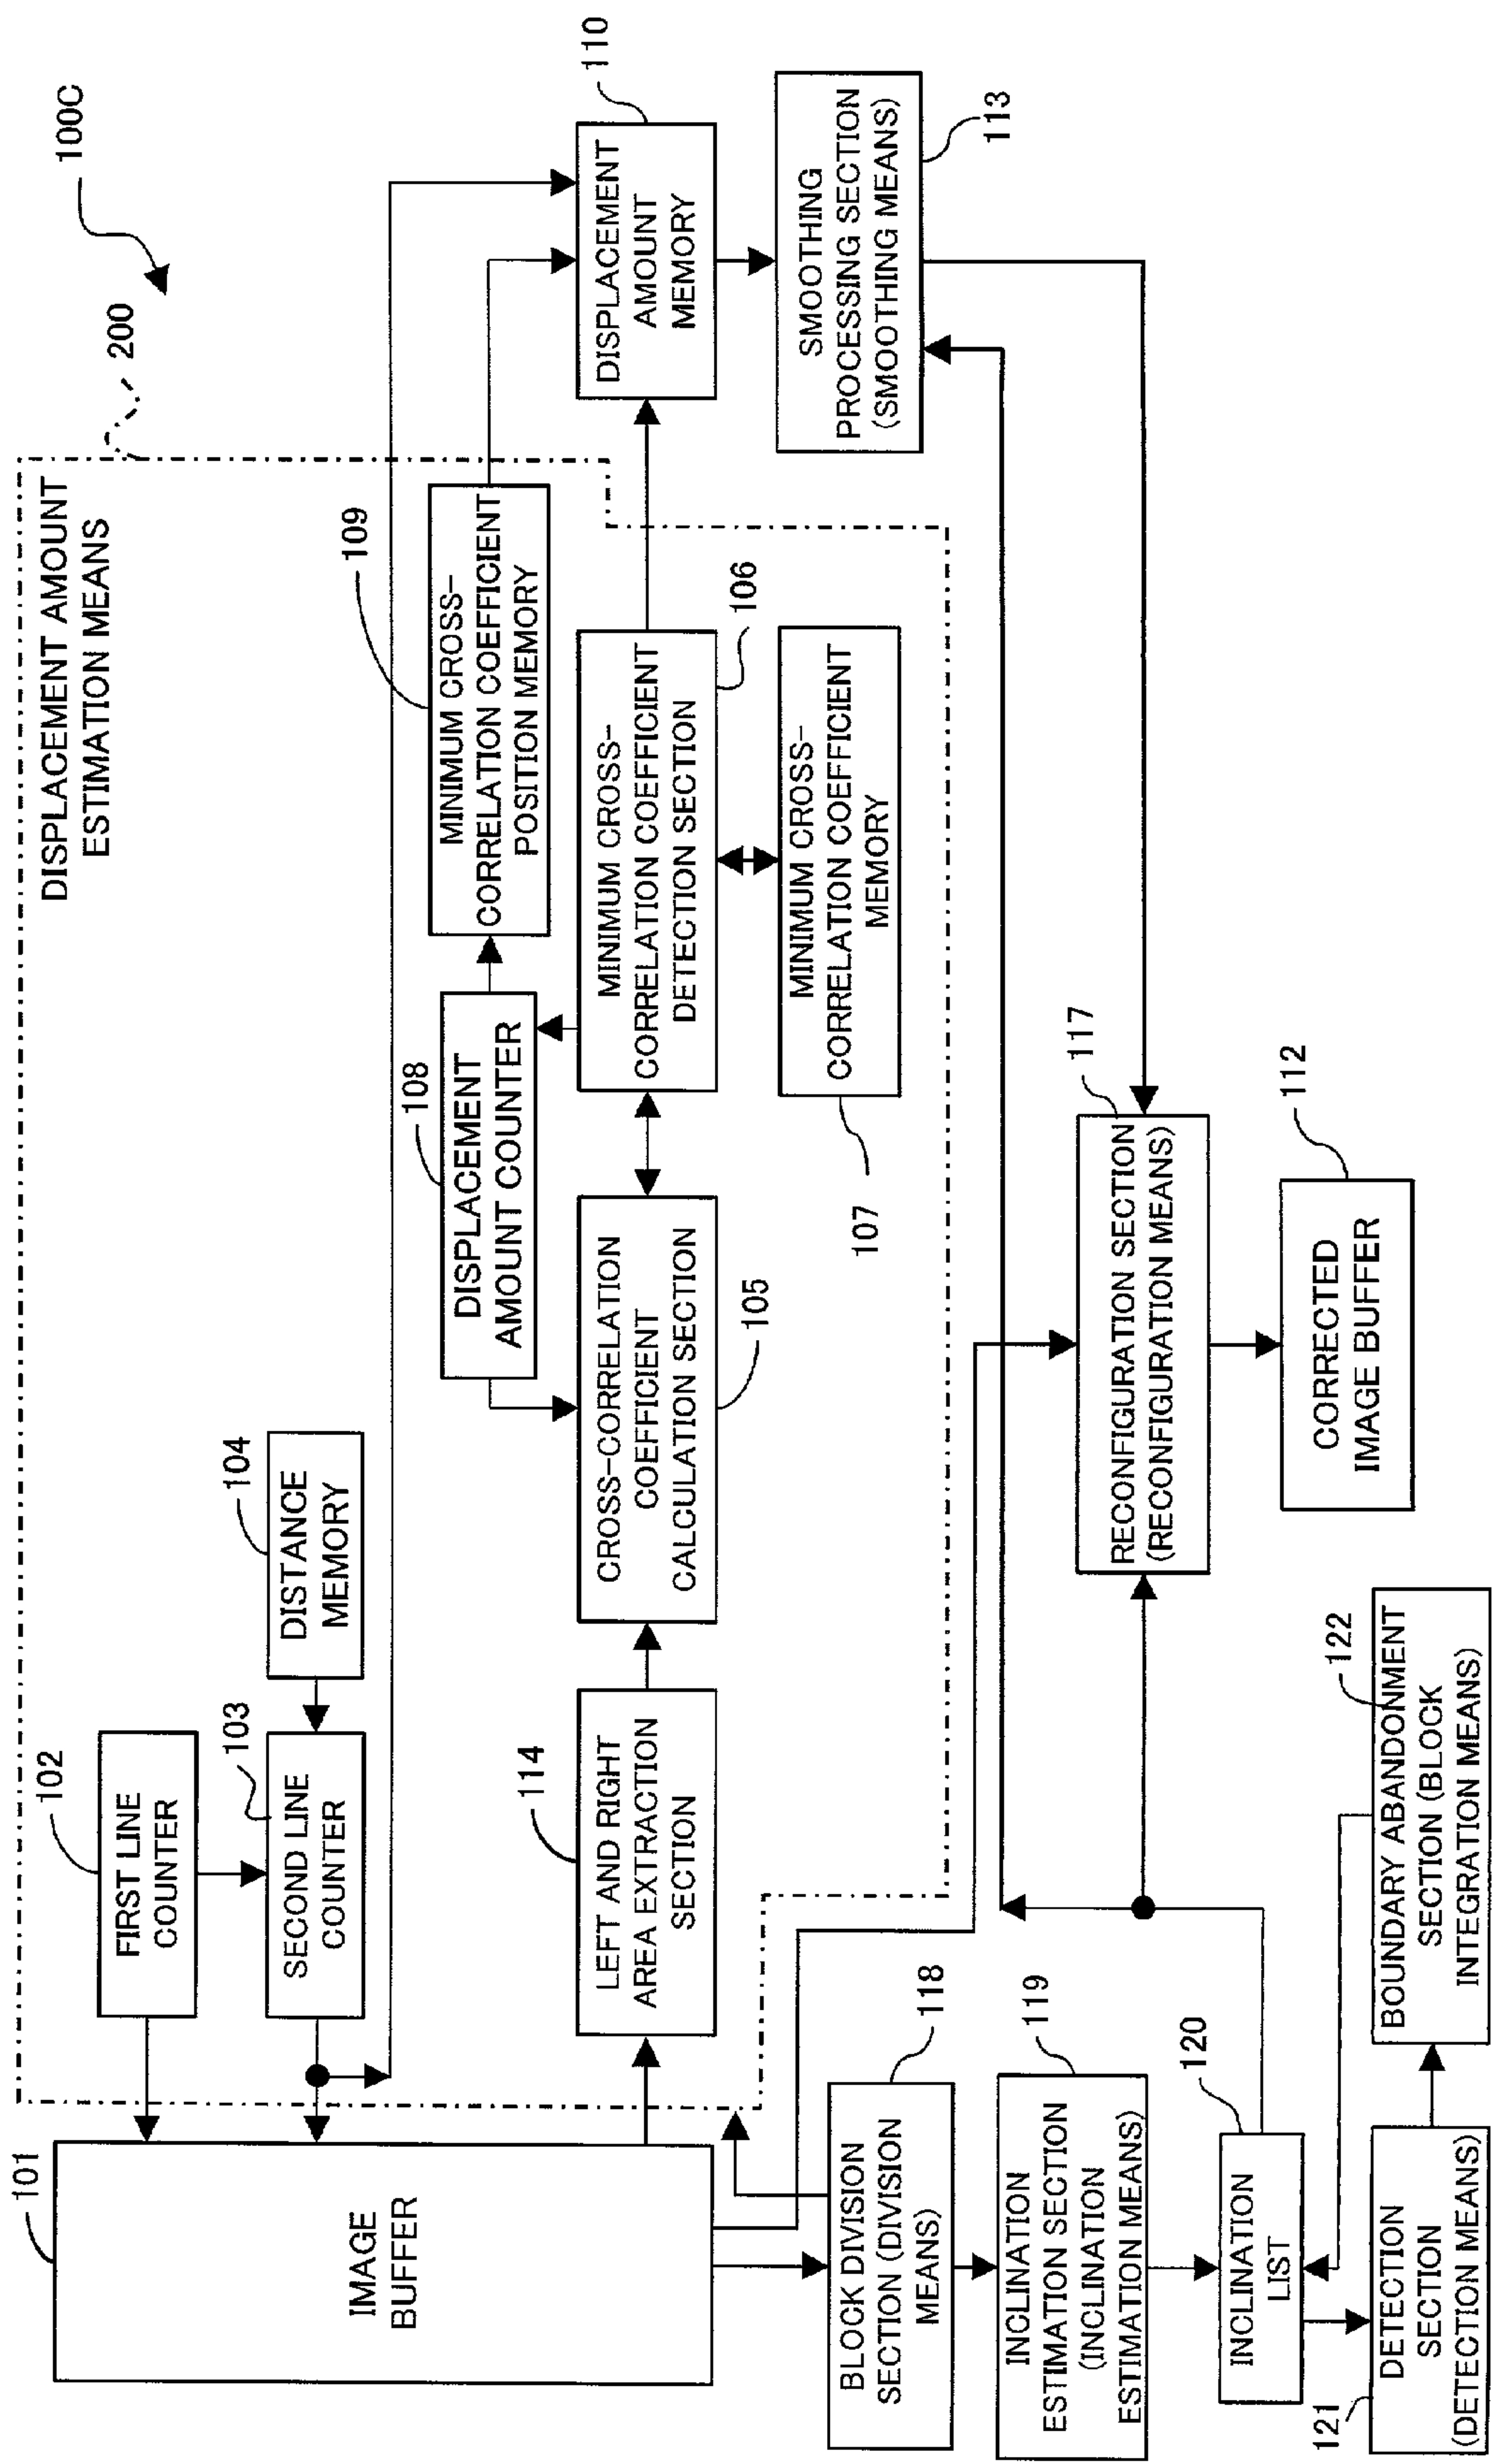 100C
200
DISPLACEMENT AMOUNT
ESTIMATION MEANS
101
IMAGE
BUFFER
102
FIRST LINE
COUNTER
103
SECOND LINE
COUNTER
104
DISTANCE
MEMORY
114
LEFT AND RIGHT
AREA EXTRACTION
SECTION
105
CROSS-CORRELATION
COEFFICIENT
CALCULATION SECTION
108
DISPLACEMENT
AMOUNT COUNTER
109
MINIMUM CROSS-
CORRELATION COEFFICIENT
POSITION MEMORY
106
MINIMUM CROSS-
CORRELATION COEFFICIENT
DETECTION SECTION
107
MINIMUM CROSS-
CORRELATION COEFFICIENT
MEMORY
110
DISPLACEMENT
AMOUNT
MEMORY
113
SMOOTHING
PROCESSING SECTION
(SMOOTHING MEANS)
118
BLOCK DIVISION
SECTION (DIVISION
MEANS)
119
INCLINATION
ESTIMATION SECTION
(INCLINATION
ESTIMATION MEANS)
120
INCLINATION
LIST
121
DETECTION
SECTION
(DETECTION MEANS)
122
BOUNDARY ABANDONMENT
SECTION (BLOCK
INTEGRATION MEANS)
117
RECONFIGURATION SECTION
(RECONFIGURATION MEANS)
112
CORRECTED
IMAGE BUFFER